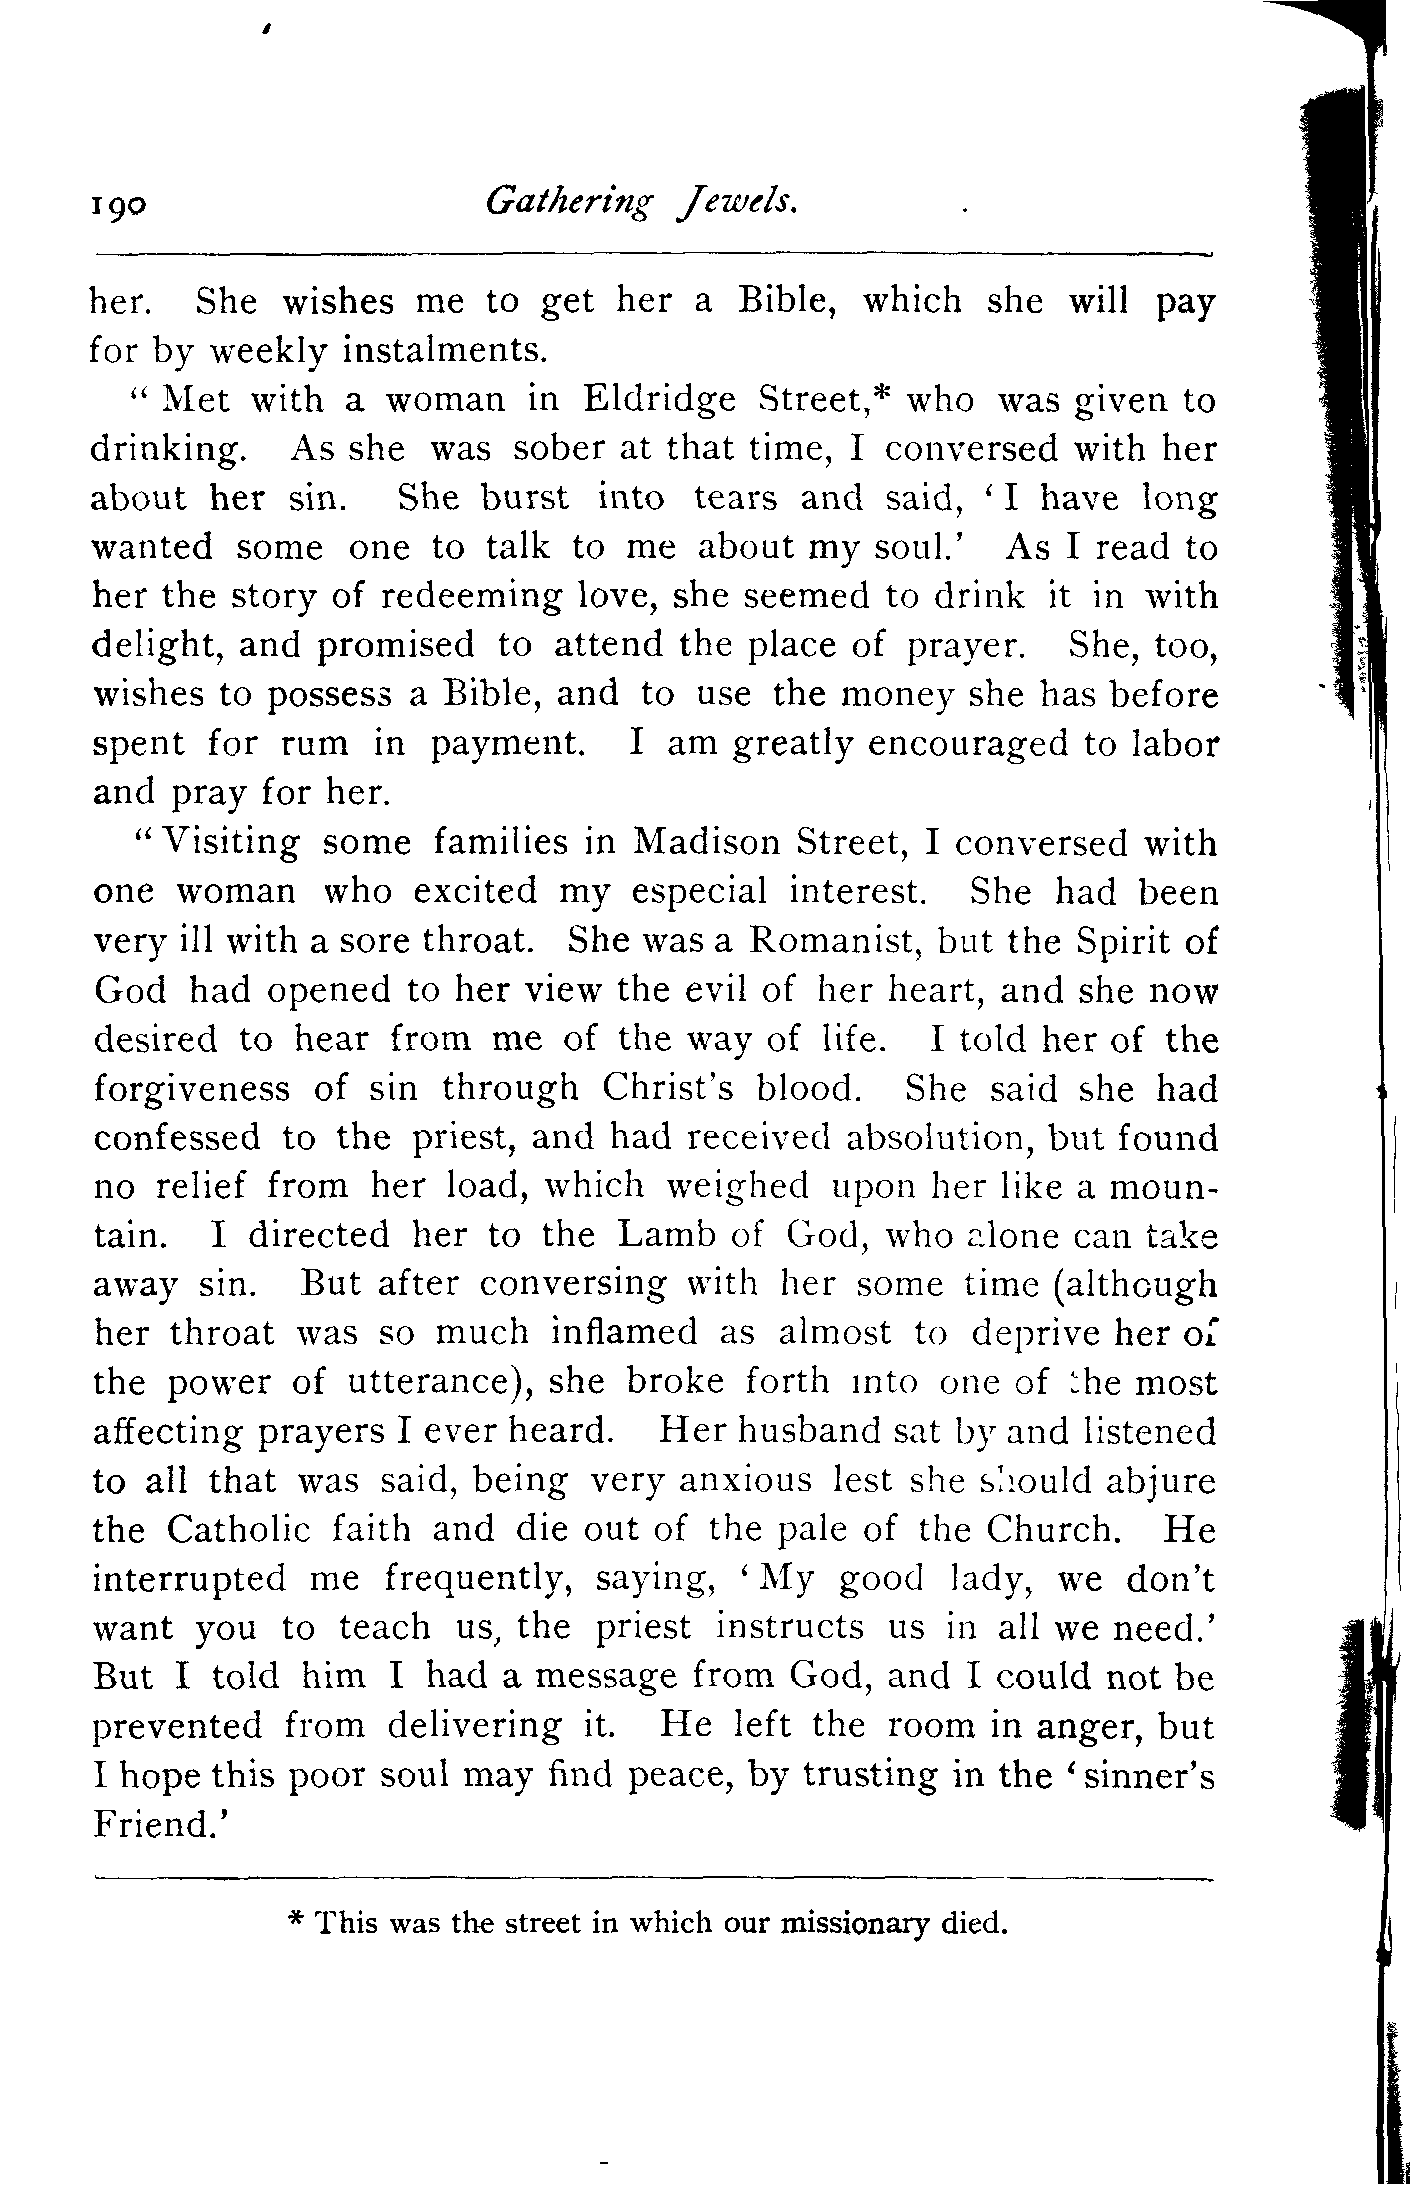 190 Gathering Jewels.
her. She wishes me to get her a Bible, which she will pay
for by weekly instalments.
“ Met with a woman in Eldridge Street,* who was given to
drinking. As she was sober at that time, I conversed with her
about her sin. She burst into tears and said, ‘ I have long
wanted some one to talk to me about my soul.’ As I read to
her the story of redeeming love, she seemed to drink it in with
delight, and promised to attend the place of prayer. She, too,
wishes to possess a Bible, and to use the money she has before
spent for rum in payment. I am greatly encouraged to labor
and pray for her.
“ Visiting some families in Madison Street, I conversed with
one woman who excited my especial interest. She had been
very ill with a sore throat. She was a Romanist, but the Spirit of
God had opened to her view the evil of her heart, and she now
desired to hear from me of the way of life. I told her of the
forgiveness of sin through Christ’s blood. She said she had
confessed to the priest, and had received absolution, but found
no relief from her load, which weighed upon her like a moun-
tain. I directed her to the Lamb of God, who alone can take
away sin. But after conversing with her some time (although
her throat was so much inflamed as almost to deprive her of
the power of utterance), she broke forth into one of the most
affecting prayers I ever heard. Her husband sat by and listened
to all that was said, being very anxious lest she should abjure
the Catholic faith and die out of the pale of the Church. He
interrupted me frequently, saying, ‘ My good lady, we don’t
want you to teach us, the priest instructs us in all we need.’
But I told him I had a message from God, and I could not be
prevented from delivering it. He left the room in anger, but
I hope this poor soul may find peace, by trusting in the ‘ sinner’s
Friend.’
* This was the street in which our missionary died.